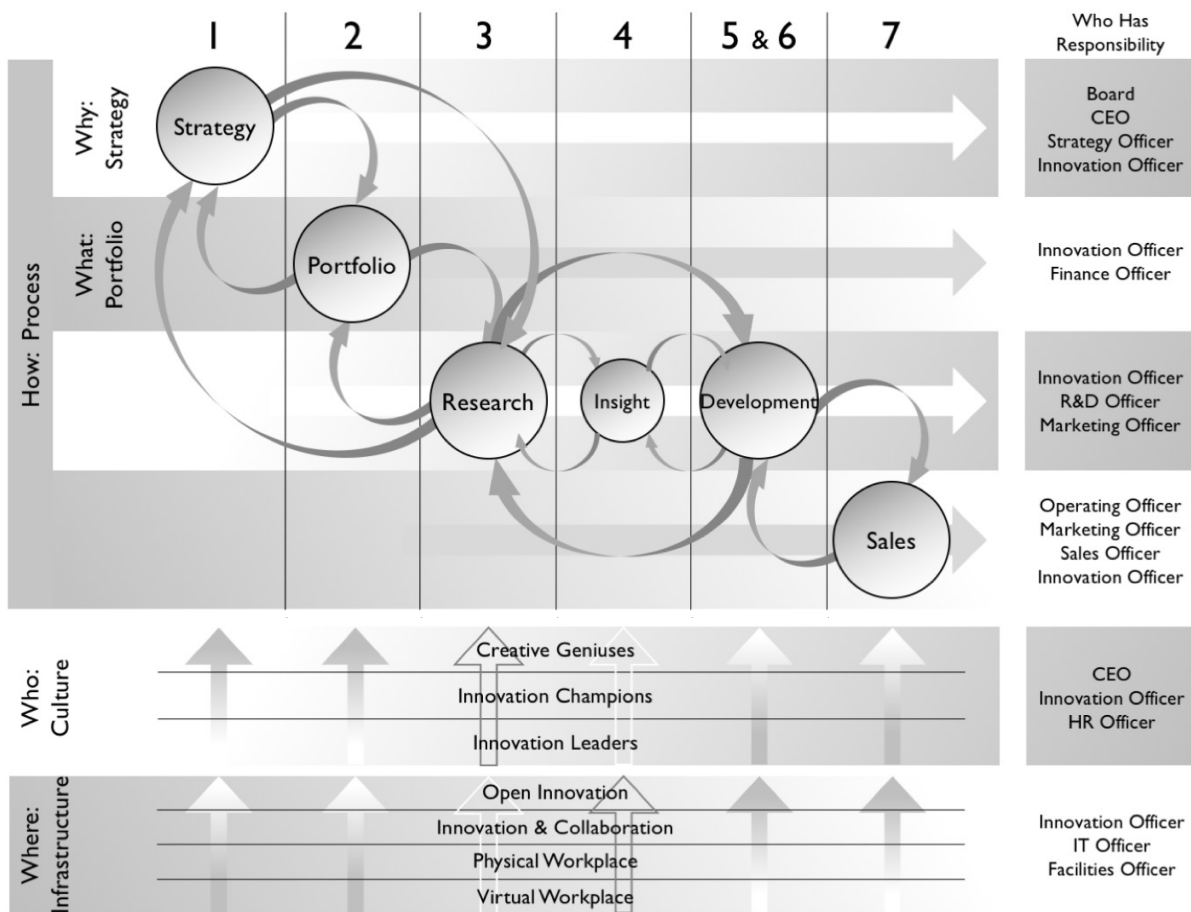 1
2
3
4
5 & 6
7
Who Has
Responsibility
How: Process
Why:
Strategy
Strategy
Board
CEO
Strategy Officer
Innovation Officer
What:
Portfolio
Portfolio
Innovation Officer
Finance Officer
Research
Insight
Development
Innovation Officer
R&D Officer
Marketing Officer
Sales
Operating Officer
Marketing Officer
Sales Officer
Innovation Officer
Who:
Culture
Creative Geniuses
Innovation Champions
Innovation Leaders
CEO
Innovation Officer
HR Officer
Where:
Infrastructure
Open Innovation
Innovation & Collaboration
Physical Workplace
Virtual Workplace
Innovation Officer
IT Officer
Facilities Officer